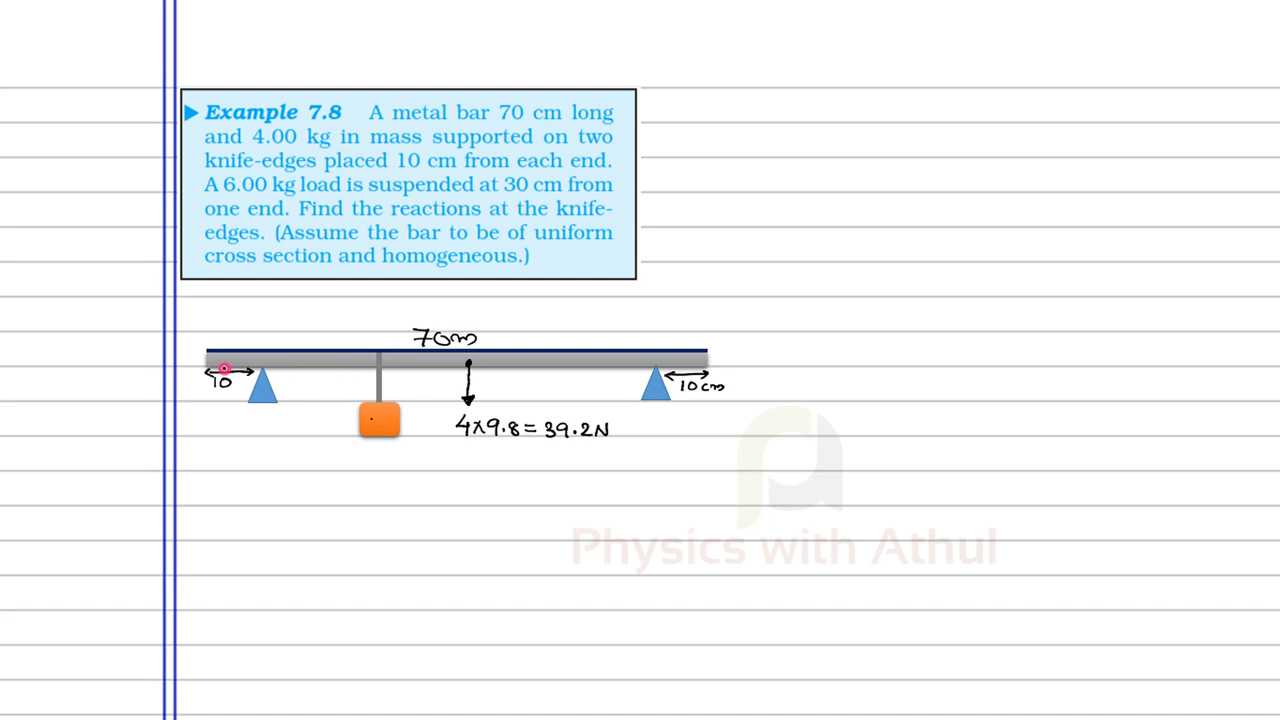 Example 7.8 A metal bar 70 cm long
and 4.00 kg in mass supported on two
knife-edges placed 10 cm from each end.
A 6.00 kg load is suspended at 30 cm from
one end. Find the reactions at the knife-
edges. (Assume the bar to be of uniform
cross section and homogeneous.)
70cm
10
10cm
4×9.8= 39.2N
Physics with Athul